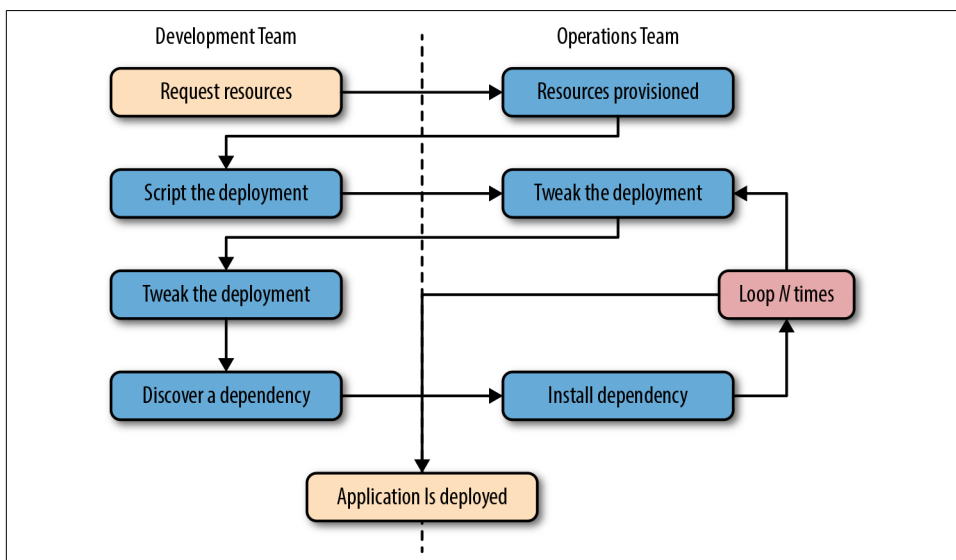 Development Team
Operations Team
Request resources
Resources provisioned
Script the deployment
Tweak the deployment
Tweak the deployment
Loop N times
Discover a dependency
Install dependency
Application Is deployed